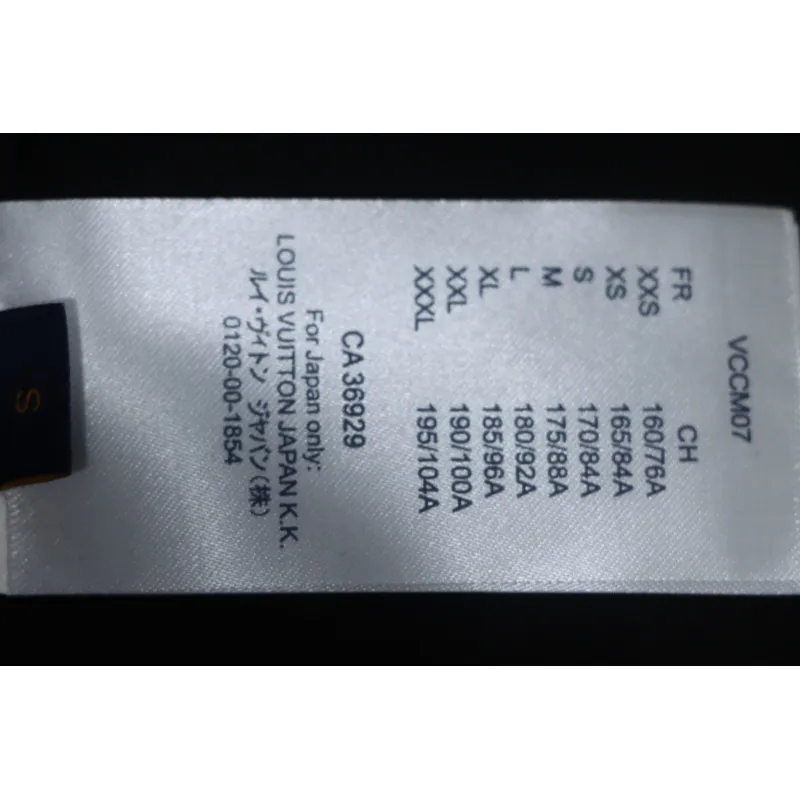 VCCM07
FR CH
XXS 160/76A
XS 165/84A
S 170/84A
M 175/88A
L 180/92A
XL 185/96A
XXL 190/100A
XXXL 195/104A
CA 36929
For Japan only:
LOUIS VUITTON JAPAN K.K.
ルイ・ヴィトン ジャパン(株)
0120-00-1854
S